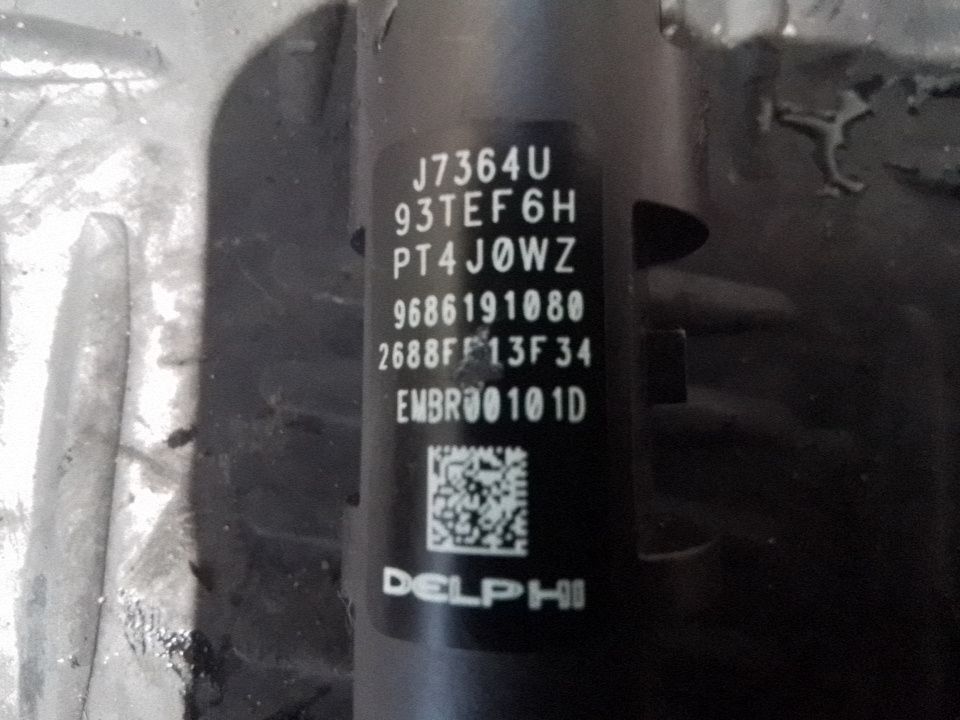 J7364U
93TEF6H
PT4J0WZ
9686191080
EMBR00101D
DELPHI